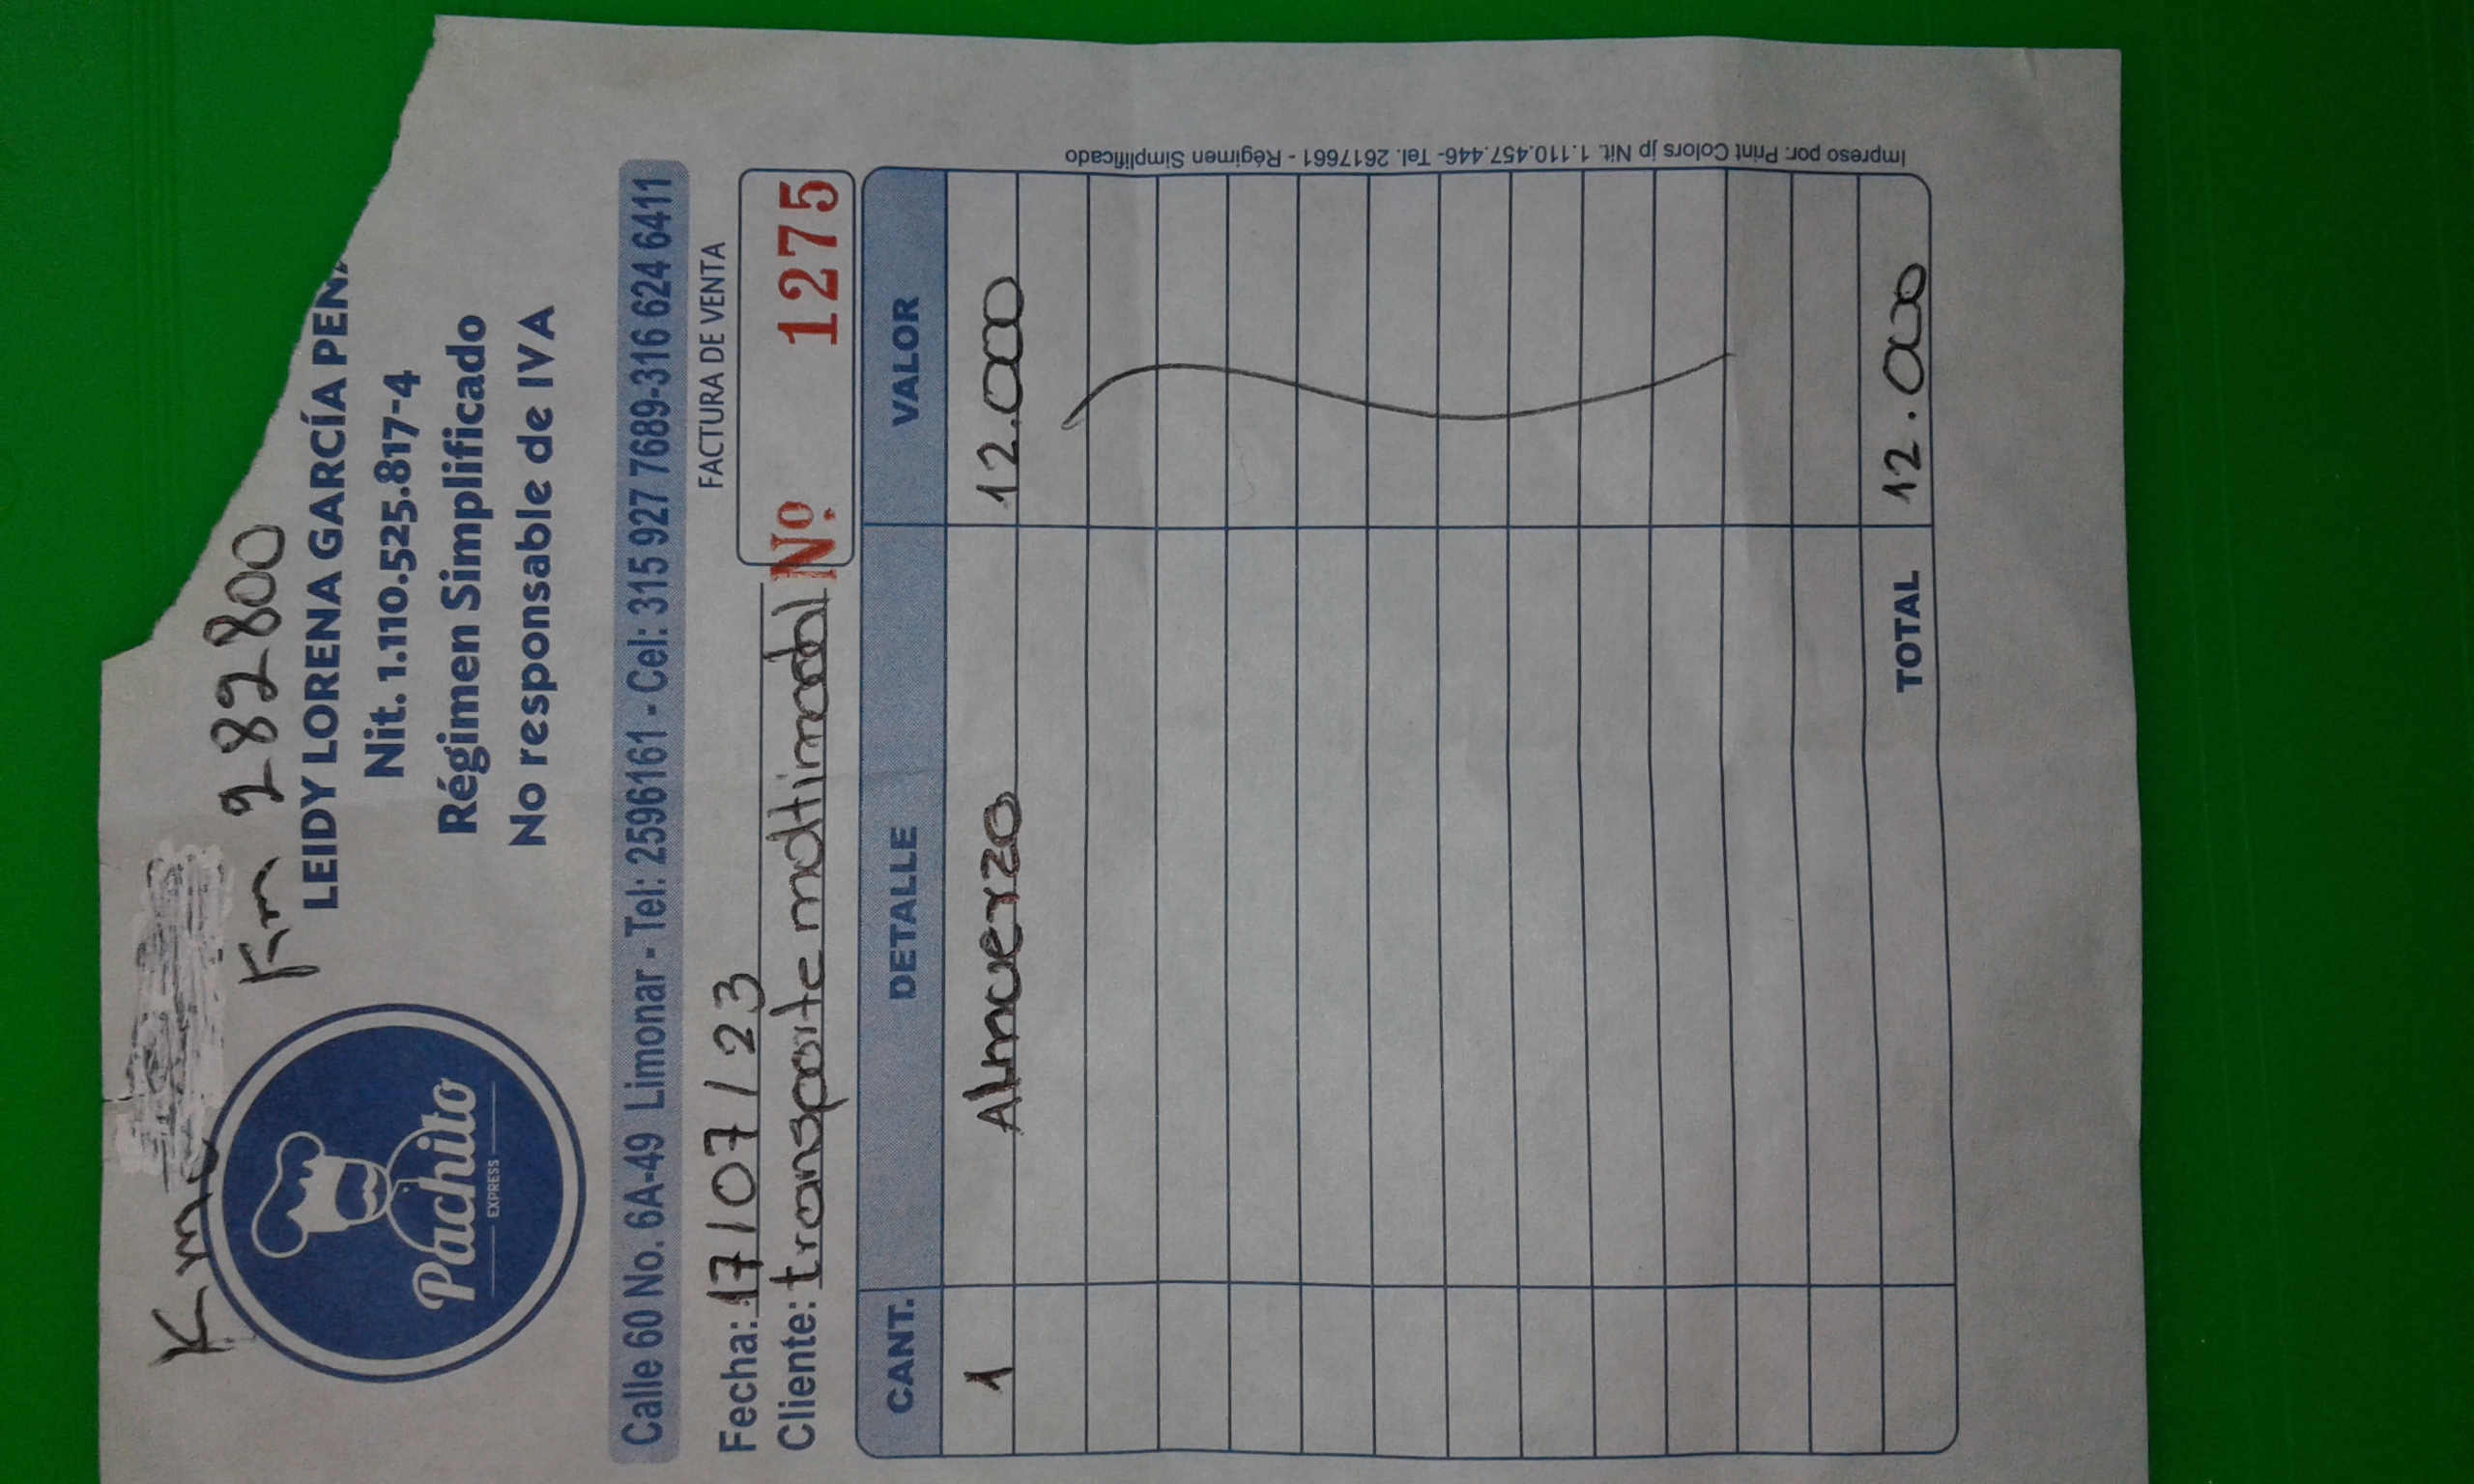 Km
Km 282800
LEIDY LORENA GARCÍA PEÑA
Nit. 1.110.525.817-4
Régimen Simplificado
No responsable de IVA
Pachito
EXPRESS
Calle 60 No. 6A-49 Limonar - Tel: 2596161 - Cel: 315 927 7689-316 624 6411
FACTURA DE VENTA
Fecha: 17/07/23
Cliente: transporte multimodal
Nº 1275
CANT. DETALLE VALOR
1 Almuerzo 12.000
TOTAL 12.000
Impreso por: Print Colors jp Nit. 1.110.457.446- Tel. 2617661 - Régimen Simplificado